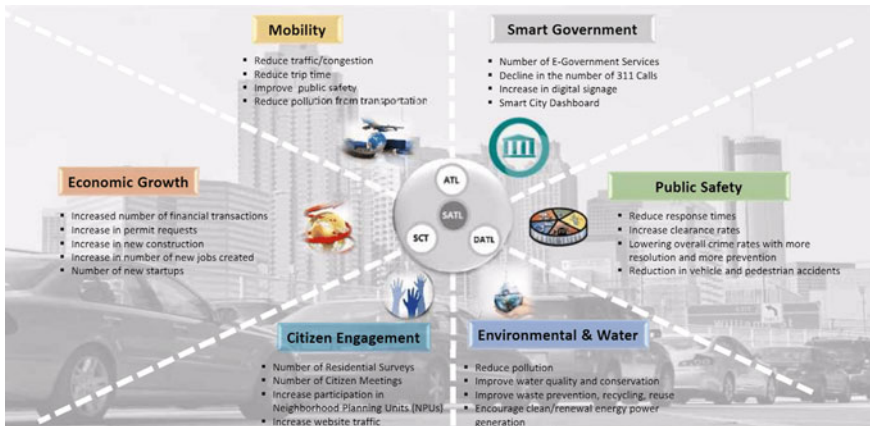 Mobility
Reduce traffic/congestion
Reduce trip time
Improve public safety
Reduce pollution from transportation
Smart Government
Number of E-Government Services
Decline in the number of 311 Calls
Increase in digital signage
Smart City Dashboard
Economic Growth
Increased number of financial transactions
Increase in permit requests
Increase in new construction
Increase in number of new jobs created
Number of new startups
ATL
SATL
SCT
DATL
Public Safety
Reduce response times
Increase clearance rates
Lowering overall crime rates with more
resolution and more prevention
Reduction in vehicle and pedestrian accidents
Citizen Engagement
Number of Residential Surveys
Number of Citizen Meetings
Increase participation in
Neighborhood Planning Units (NPUs)
Increase website traffic
Environmental & Water
Reduce pollution
Improve water quality and conservation
Improve waste prevention, recycling, reuse
Encourage clean/renewal energy power
generation